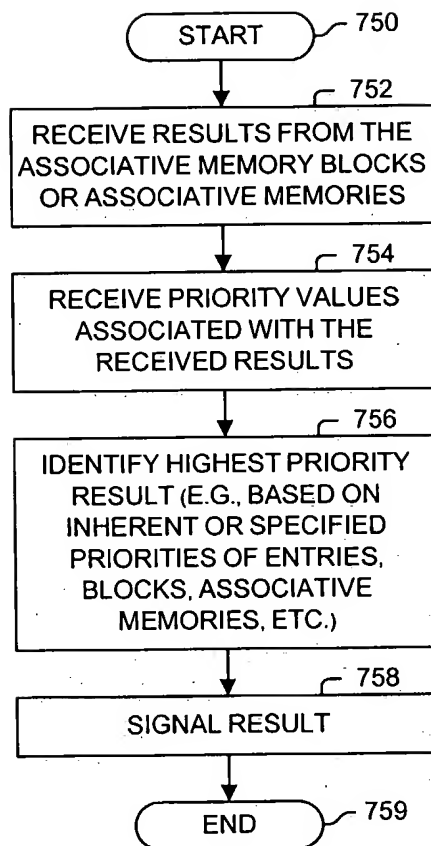 START
750
752
RECEIVE RESULTS FROM THE
ASSOCIATIVE MEMORY BLOCKS
OR ASSOCIATIVE MEMORIES
754
RECEIVE PRIORITY VALUES
ASSOCIATED WITH THE
RECEIVED RESULTS
756
IDENTIFY HIGHEST PRIORITY
RESULT (E.G., BASED ON
INHERENT OR SPECIFIED
PRIORITIES OF ENTRIES,
BLOCKS, ASSOCIATIVE
MEMORIES, ETC.)
758
SIGNAL RESULT
END
759